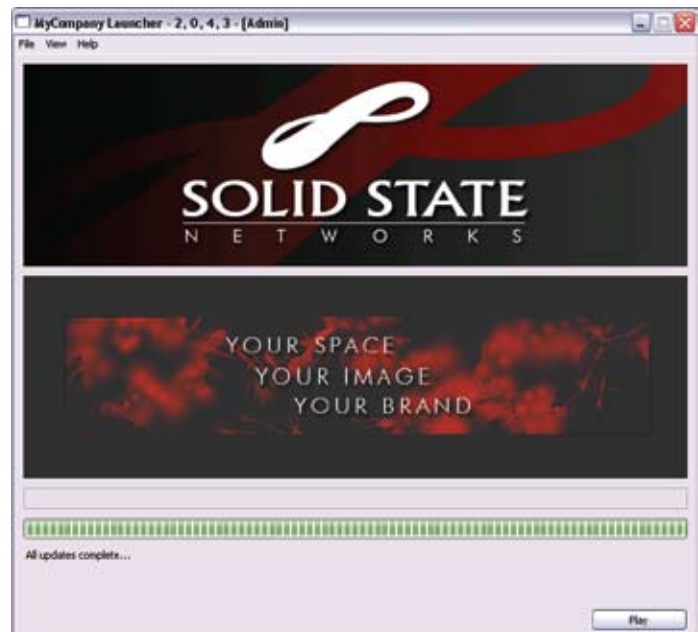 MyCompany Launcher - 2, 0, 4, 3 - [Admin]
File View Help
SOLID STATE
NETWORKS
YOUR SPACE
YOUR IMAGE
YOUR BRAND
All updates complete...
Play